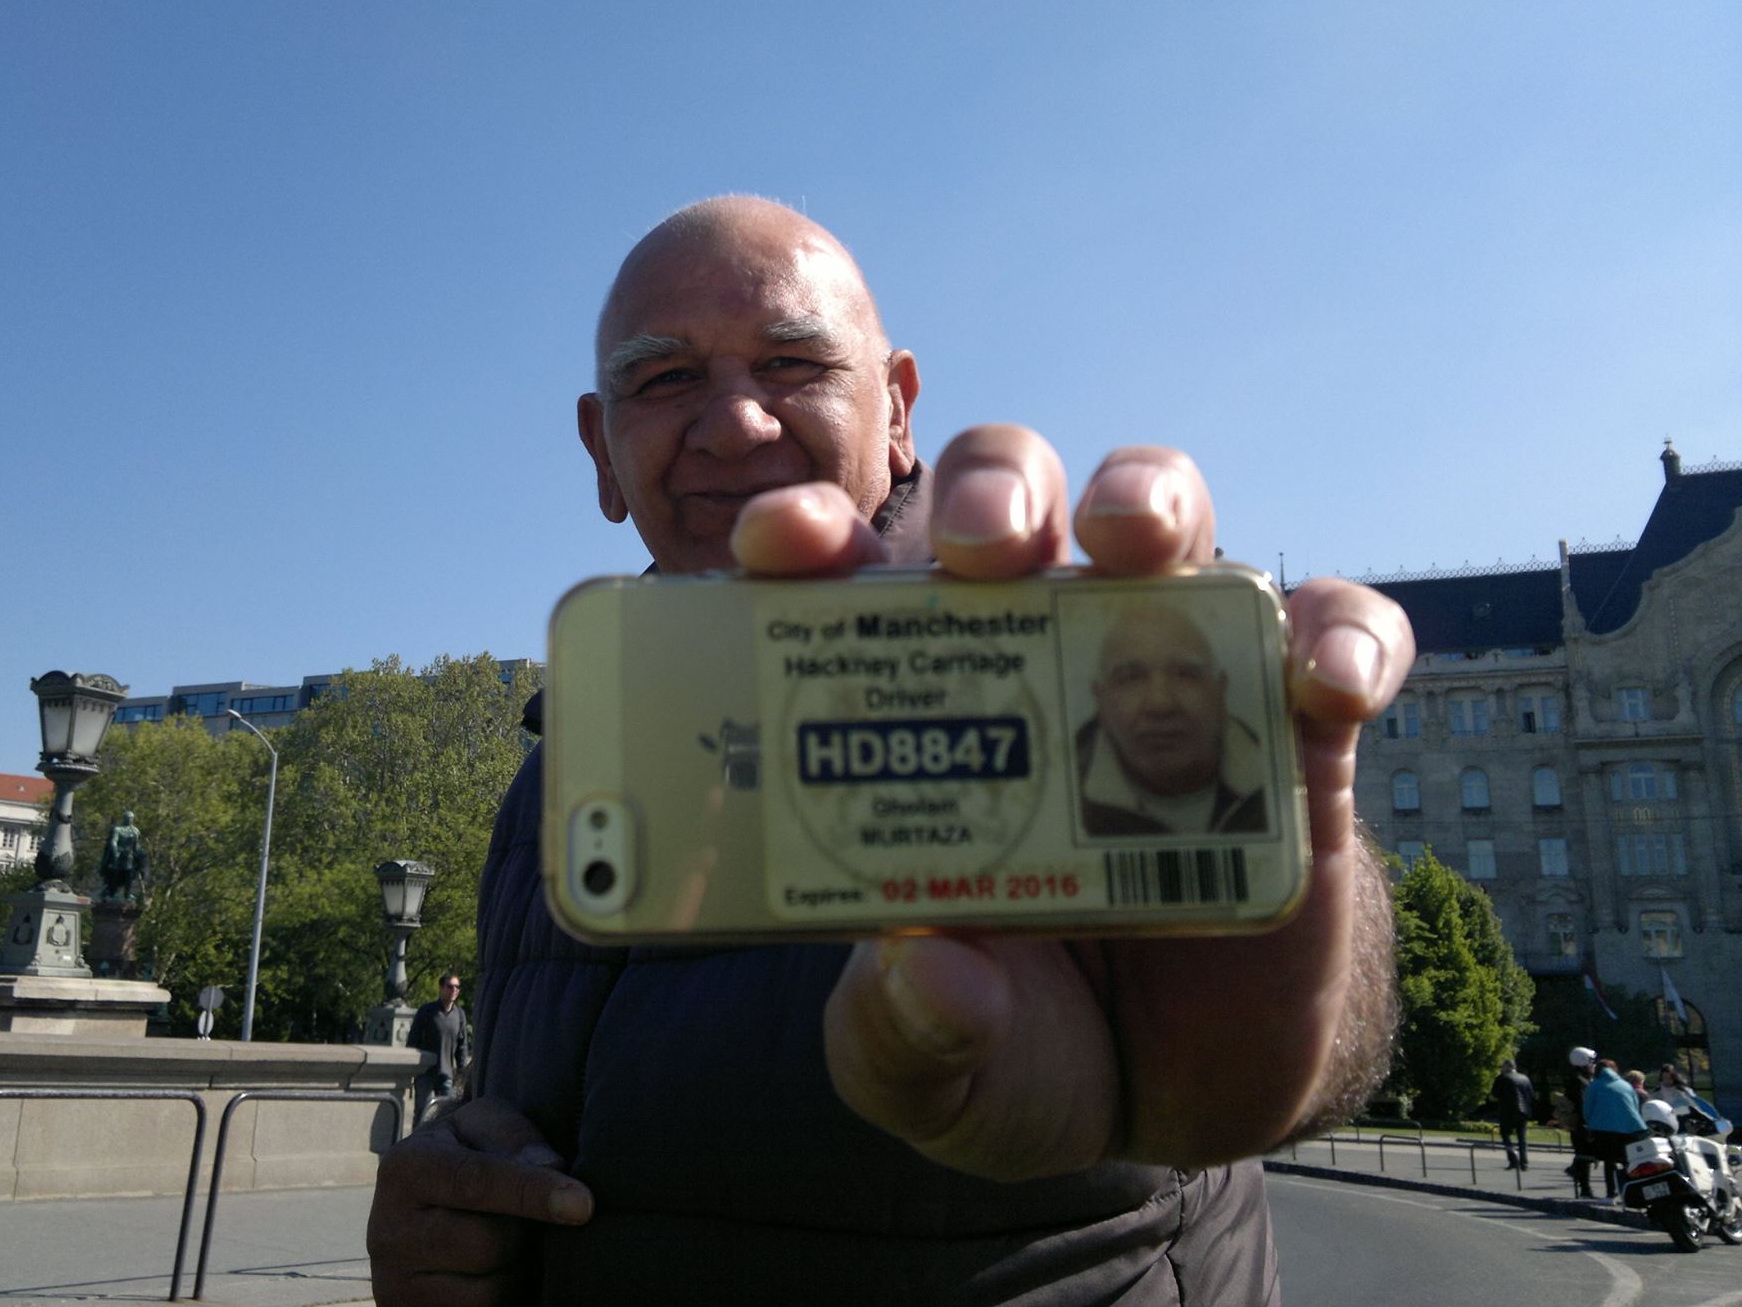 City of Manchester
Hackney Carriage
Driver
HD8847
Gholam
MURTAZA
Expires: 02 MAR 2016